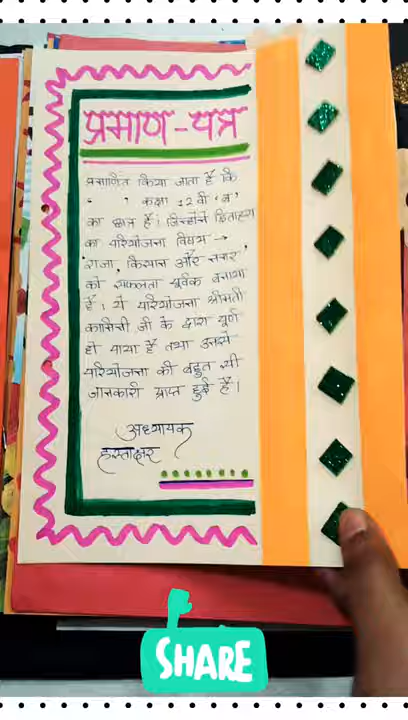 प्रमाण-पत्र
प्रमाणित किया जाता है कि
" " कक्षा 12 वी 'ब'
का छात्र है। जिन्होंने इतिहास
का परियोजना विषय →
'राजा, किसान और नगर'
को सफलता पूर्वक बनाया
है। ये परियोजना श्रीमती
कामिनी जी के द्वारा पूर्ण
हो पाया है तथा उनसे
परियोजना की बहुत सी
जानकारी प्राप्त हुई है।
अध्यापक
हस्ताक्षर
SHARE